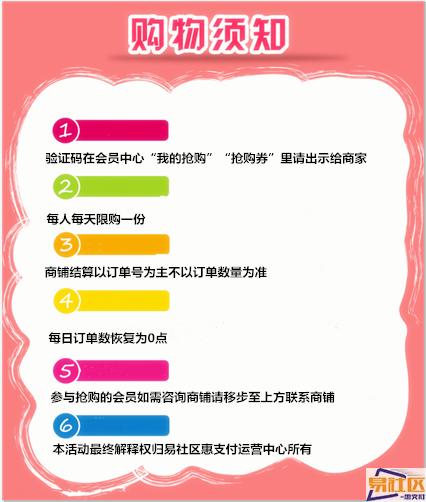 购物须知
1
验证码在会员中心“我的抢购”“抢购券”里请出示给商家
2
每人每天限购一份
3
商铺结算以订单号为主不以订单数量为准
4
每日订单数恢复为0点
5
参与抢购的会员如需咨询商铺请移步至上方联系商铺
6
本活动最终解释权归易社区惠支付运营中心所有
易社区
-惠支付